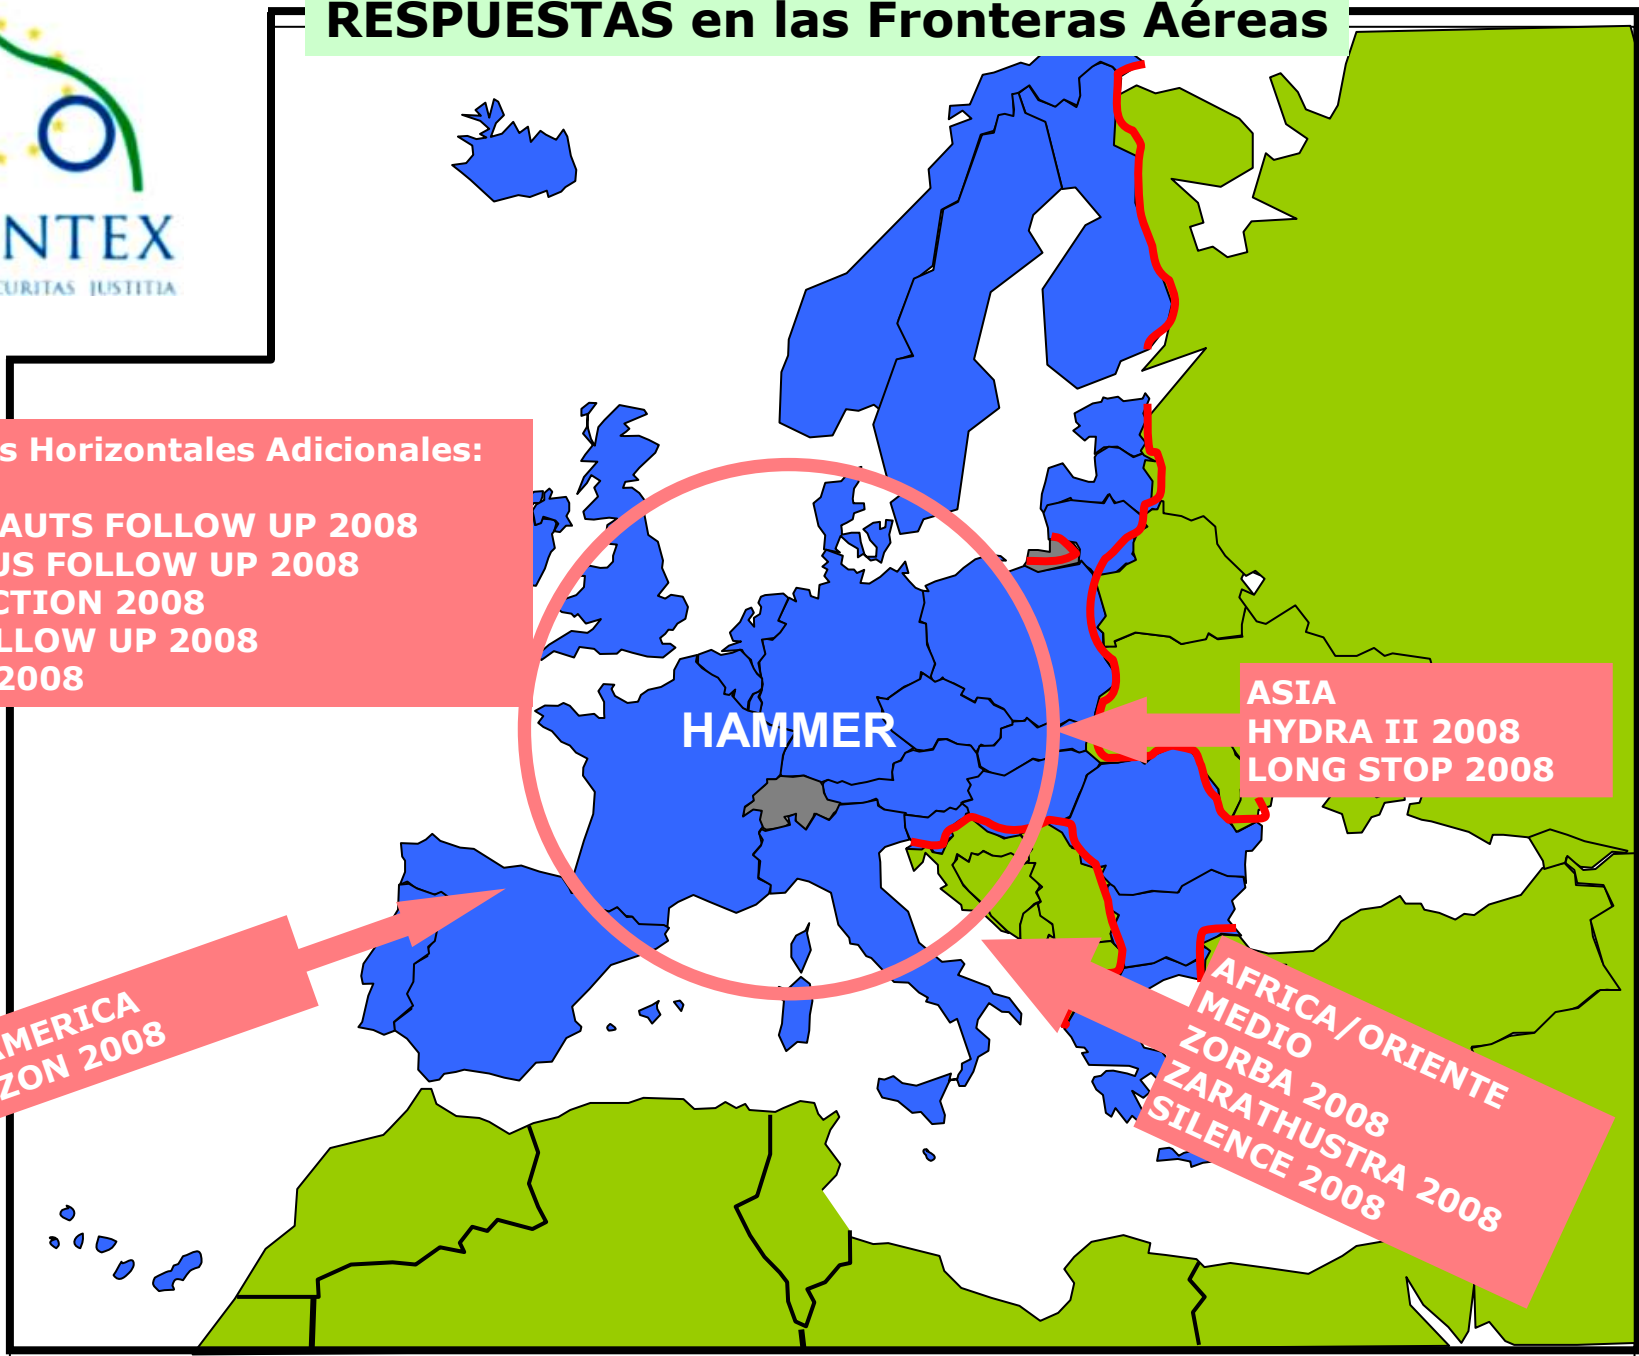 RESPUESTAS en las Fronteras Aéreas
NTEX
CURITAS JUSTITIA
s Horizontales Adicionales:
AUTS FOLLOW UP 2008
US FOLLOW UP 2008
CTION 2008
LLOW UP 2008
2008
HAMMER
ASIA
HYDRA II 2008
LONG STOP 2008
AMERICA
ZON 2008
AFRICA/ORIENTE
MEDIO
ZORBA 2008
ZARATHUSTRA 2008
SILENCE 2008